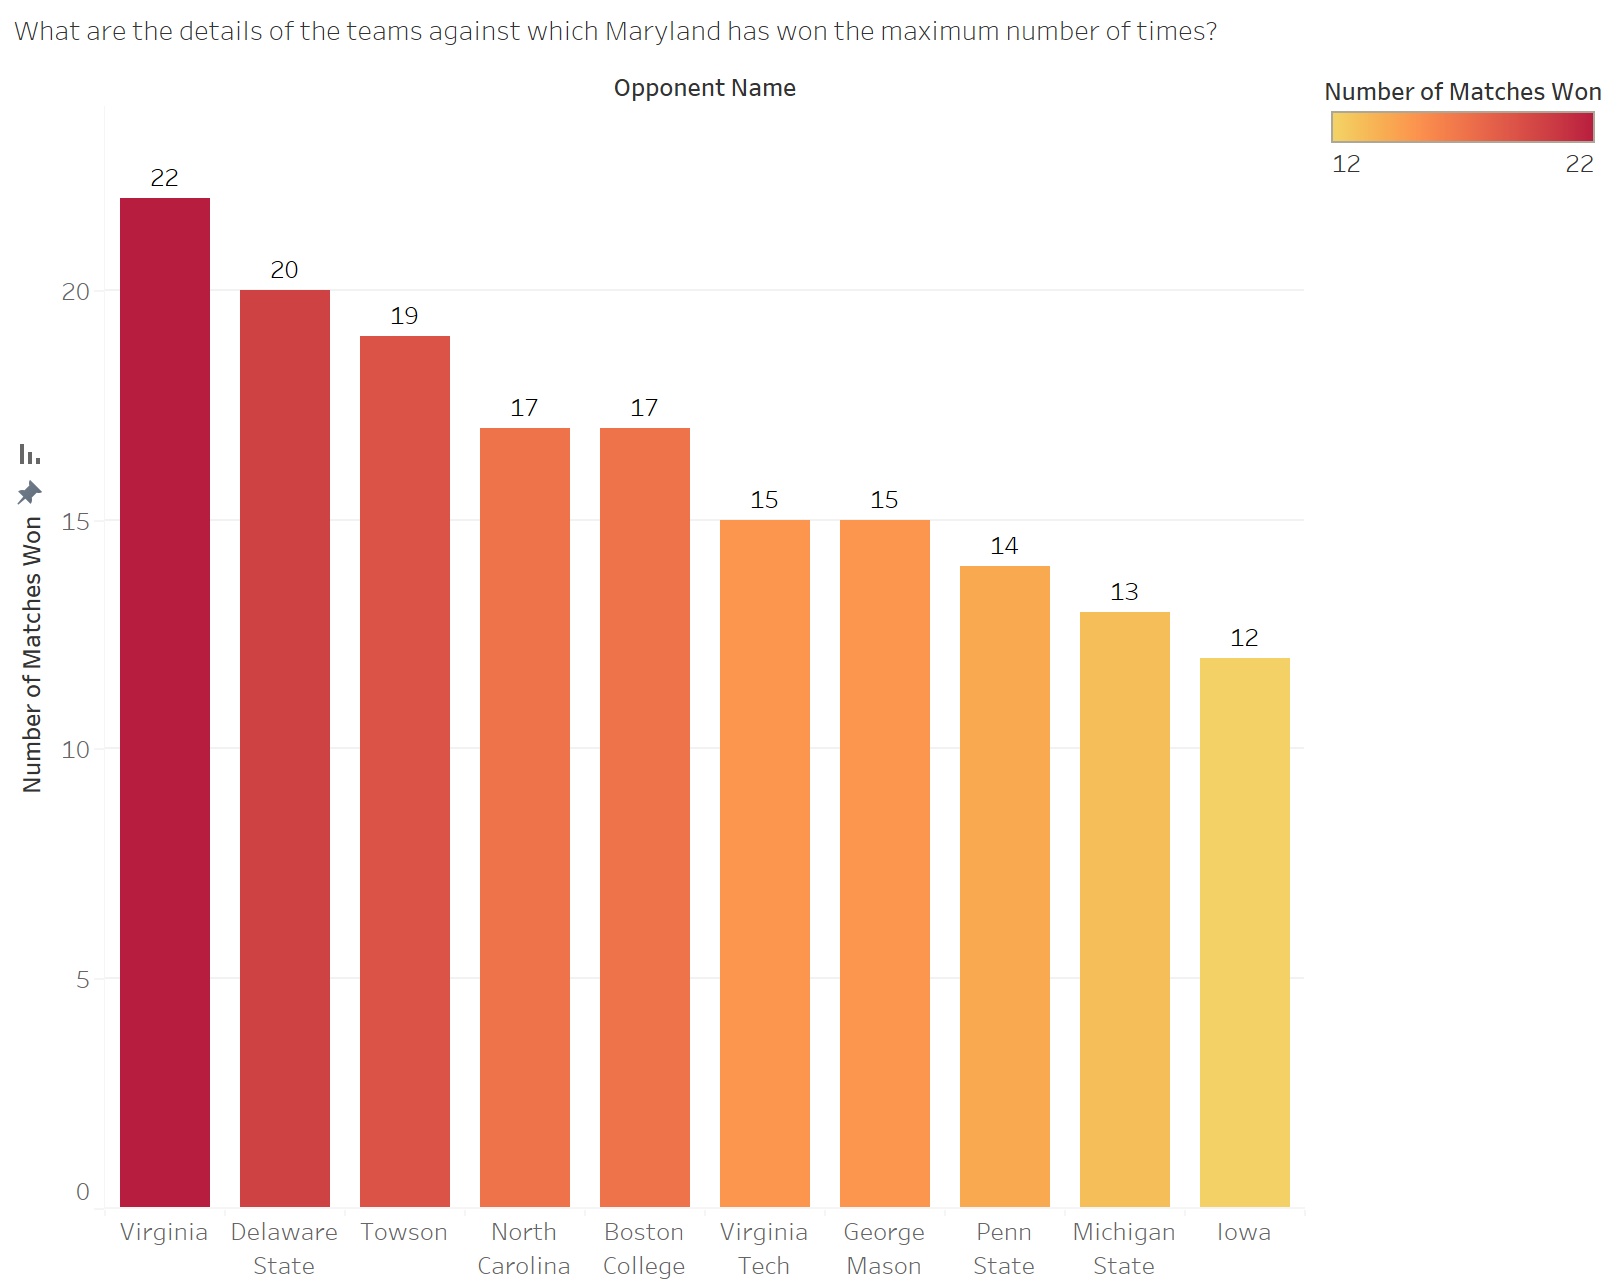 What are the details of the teams against which Maryland has won the maximum number of times?
Opponent Name
Number of Matches Won
12 22
22
20
19
17
17
15
15
14
13
12
20
15
10
5
0
Number of Matches Won
Virginia
Delaware
State
Towson
North
Carolina
Boston
College
Virginia
Tech
George
Mason
Penn
State
Michigan
State
Iowa